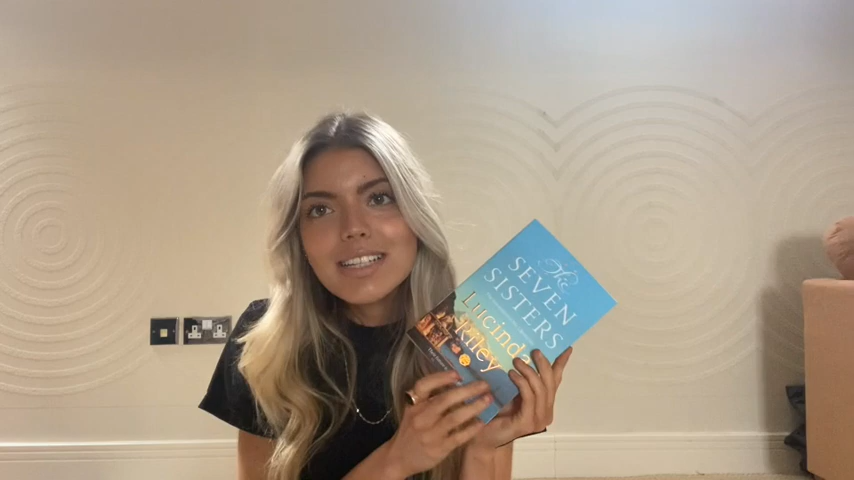 The
SEVEN
SISTERS
Lucinda
Riley